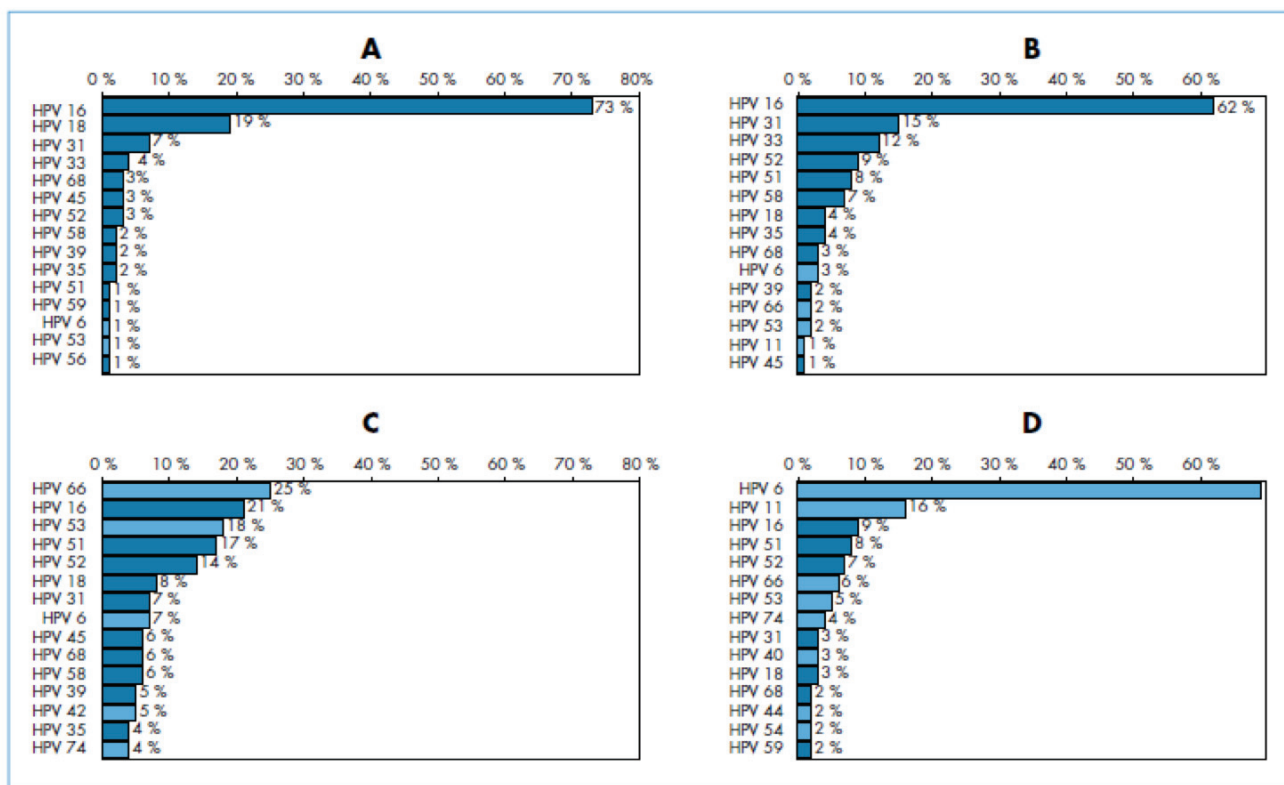 A
0 % 10 % 20 % 30 % 40 % 50 % 60 % 70 % 80%
HPV 16 73 %
HPV 18 19 %
HPV 31 7 %
HPV 33 4 %
HPV 68 3%
HPV 45 3 %
HPV 52 3 %
HPV 58 2 %
HPV 39 2 %
HPV 35 2 %
HPV 51 1 %
HPV 59 1 %
HPV 6 1 %
HPV 53 1 %
HPV 56 1 %
B
0 % 10 % 20 % 30 % 40 % 50 % 60 %
HPV 16 62 %
HPV 31 15 %
HPV 33 12 %
HPV 52 9 %
HPV 51 8 %
HPV 58 7 %
HPV 18 4 %
HPV 35 4 %
HPV 68 3 %
HPV 6 3 %
HPV 39 2 %
HPV 66 2 %
HPV 53 2 %
HPV 11 1 %
HPV 45 1 %
C
0 % 10 % 20 % 30 % 40 % 50 % 60 % 70 % 80 %
HPV 66 25 %
HPV 16 21 %
HPV 53 18 %
HPV 51 17 %
HPV 52 14 %
HPV 18 8 %
HPV 31 7 %
HPV 6 7 %
HPV 45 6 %
HPV 68 6 %
HPV 58 6 %
HPV 39 5 %
HPV 42 5 %
HPV 35 4 %
HPV 74 4 %
D
0 % 10 % 20 % 30 % 40 % 50 % 60 %
HPV 6
HPV 11 16 %
HPV 16 9 %
HPV 51 8 %
HPV 52 7 %
HPV 66 6 %
HPV 53 5 %
HPV 74 4 %
HPV 31 3 %
HPV 40 3 %
HPV 18 3 %
HPV 68 2 %
HPV 44 2 %
HPV 54 2 %
HPV 59 2 %